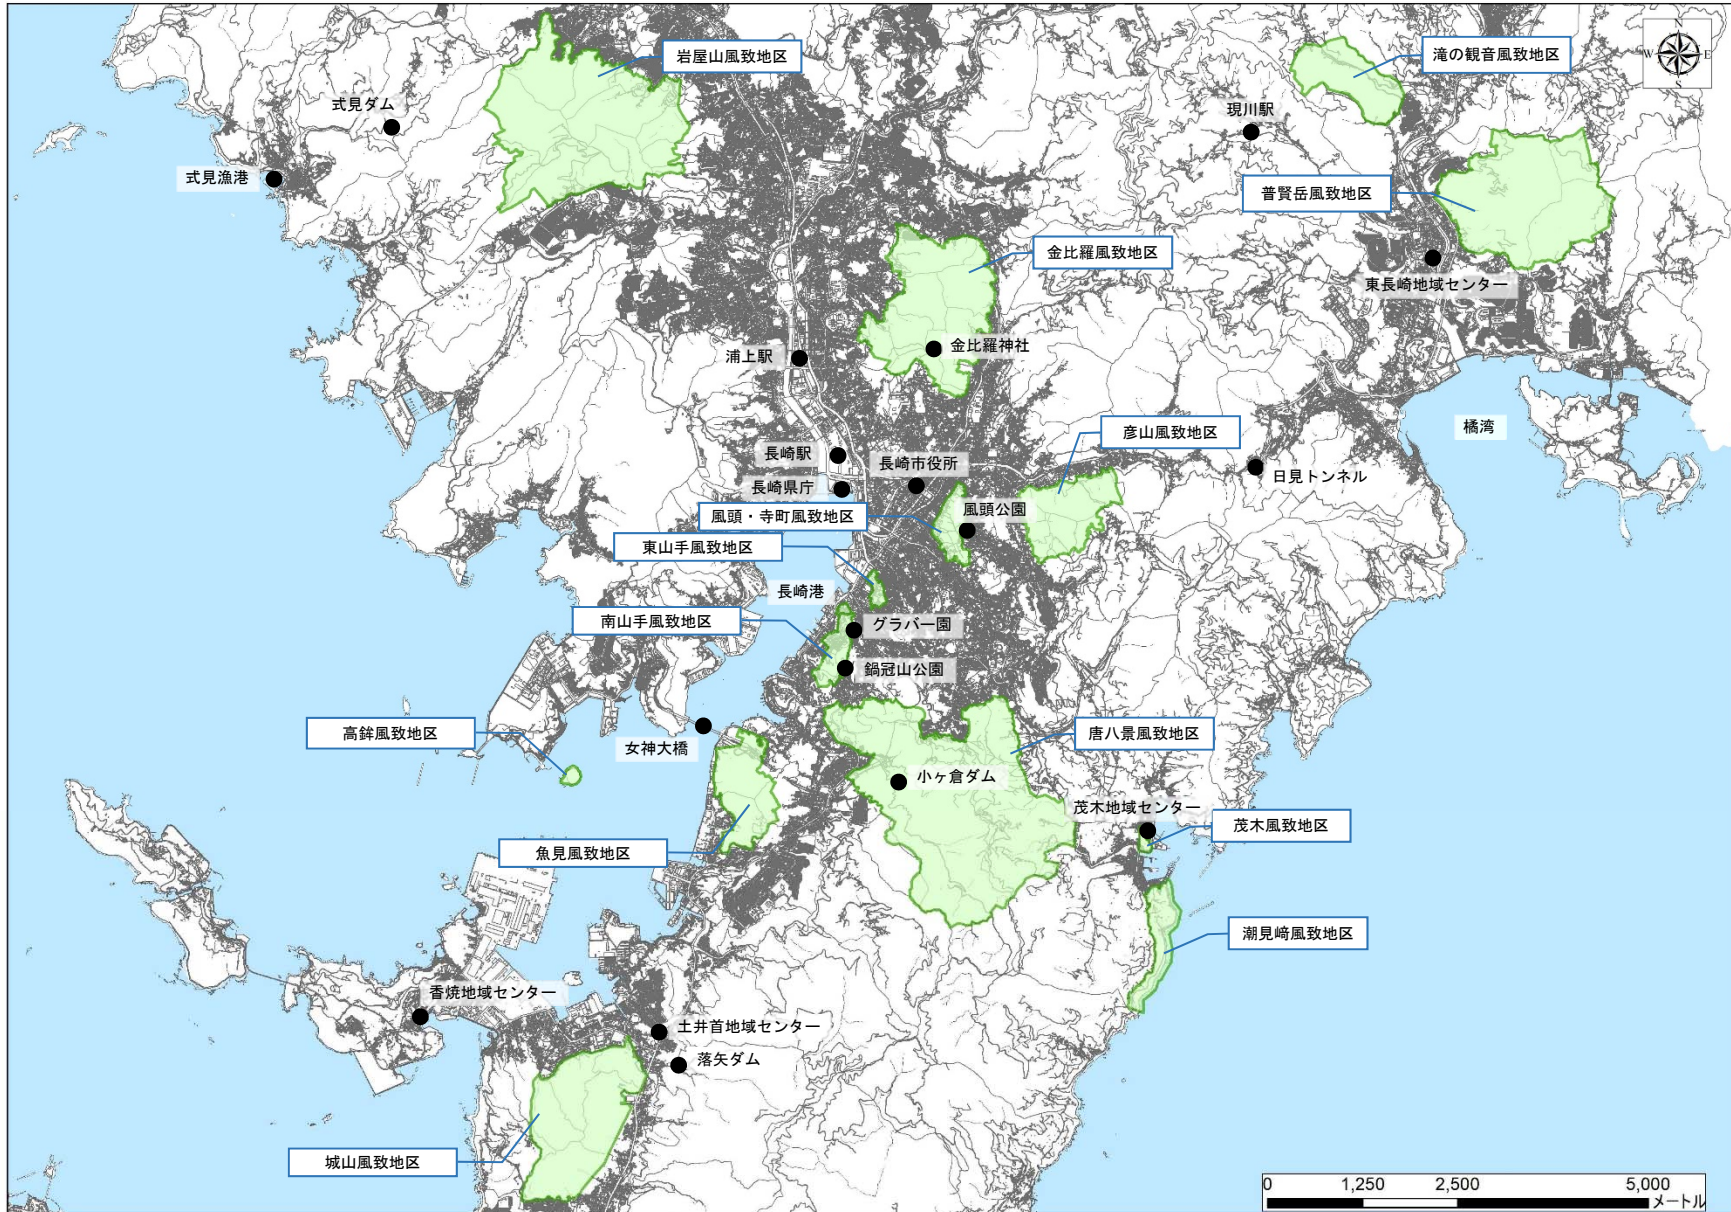 岩屋山風致地区
滝の観音風致地区
N
W
E
S
式見ダム
現川駅
式見漁港
普賢岳風致地区
金比羅風致地区
東長崎地域センター
浦上駅
金比羅神社
橘湾
彦山風致地区
長崎駅
長崎市役所
日見トンネル
長崎県庁
風頭・寺町風致地区
風頭公園
東山手風致地区
長崎港
南山手風致地区
グラバー園
鍋冠山公園
高鉾風致地区
女神大橋
唐八景風致地区
小ヶ倉ダム
茂木地域センター
茂木風致地区
魚見風致地区
潮見﨑風致地区
香焼地域センター
土井首地域センター
落矢ダム
城山風致地区
0 1,250 2,500 5,000
メートル